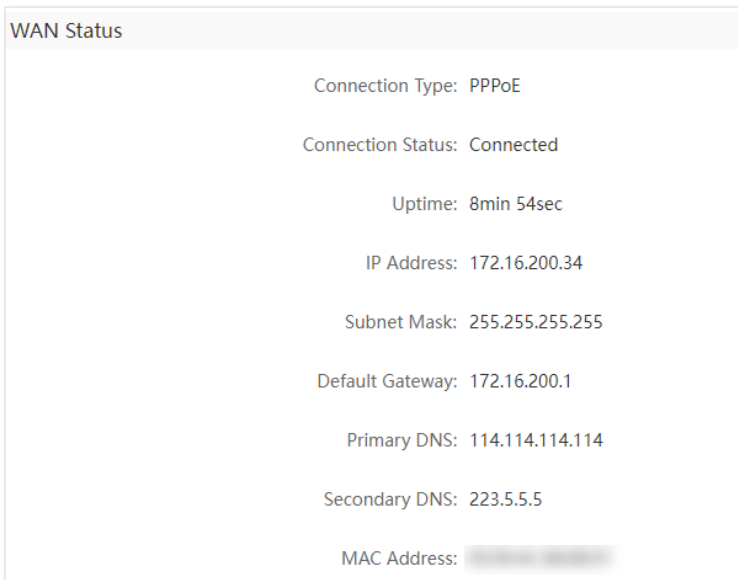 WAN Status
Connection Type: PPPoE
Connection Status: Connected
Uptime: 8min 54sec
IP Address: 172.16.200.34
Subnet Mask: 255.255.255.255
Default Gateway: 172.16.200.1
Primary DNS: 114.114.114.114
Secondary DNS: 223.5.5.5
MAC Address: